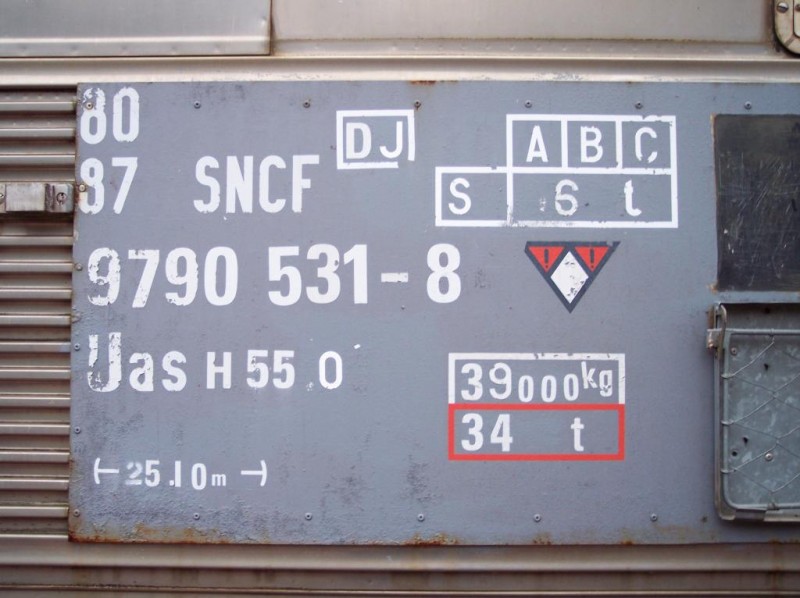 80
87 SNCF DJ
A B C
S 6 t
9790 531-8
! !
Uas H 55 0
39000kg
34 t
25.10m